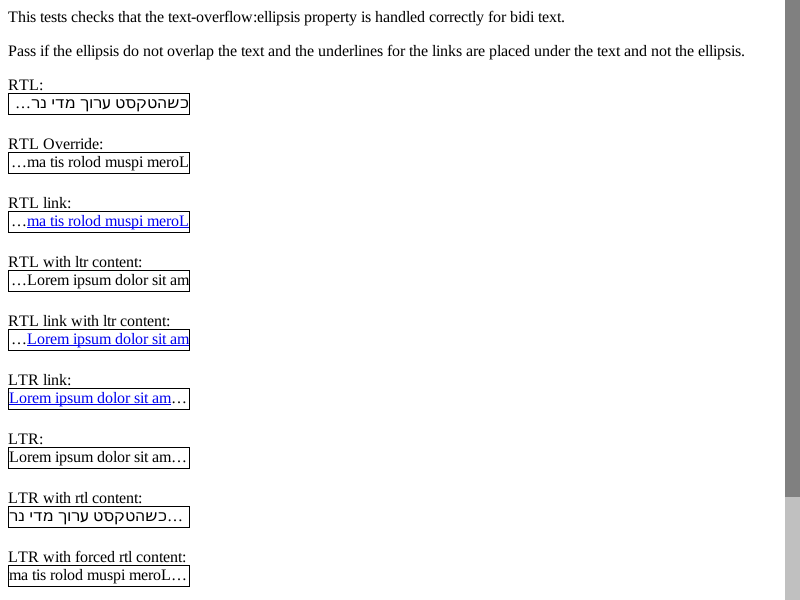 This tests checks that the text-overflow:ellipsis property is handled correctly for bidi text.
Pass if the ellipsis do not overlap the text and the underlines for the links are placed under the text and not the ellipsis.
RTL:
כשהטקסט ערוך מדי נר…
RTL Override:
…ma tis rolod muspi meroL
RTL link:
…ma tis rolod muspi meroL
RTL with ltr content:
…Lorem ipsum dolor sit am
RTL link with ltr content:
…Lorem ipsum dolor sit am
LTR link:
Lorem ipsum dolor sit am…
LTR:
Lorem ipsum dolor sit am…
LTR with rtl content:
כשהטקסט ערוך מדי נר…
LTR with forced rtl content:
ma tis rolod muspi meroL…